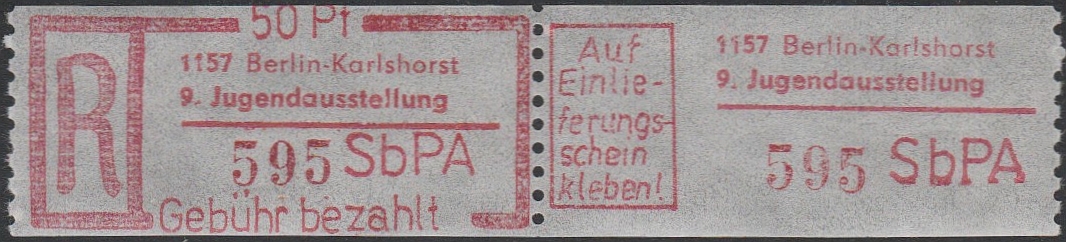 50 Pf
R
1157 Berlin-Karlshorst
9. Jugendausstellung
595 SbPA
Gebühr bezahlt
Auf
Einlie-
ferungs-
schein
kleben!
1157 Berlin-Karlshorst
9. Jugendausstellung
595 SbPA